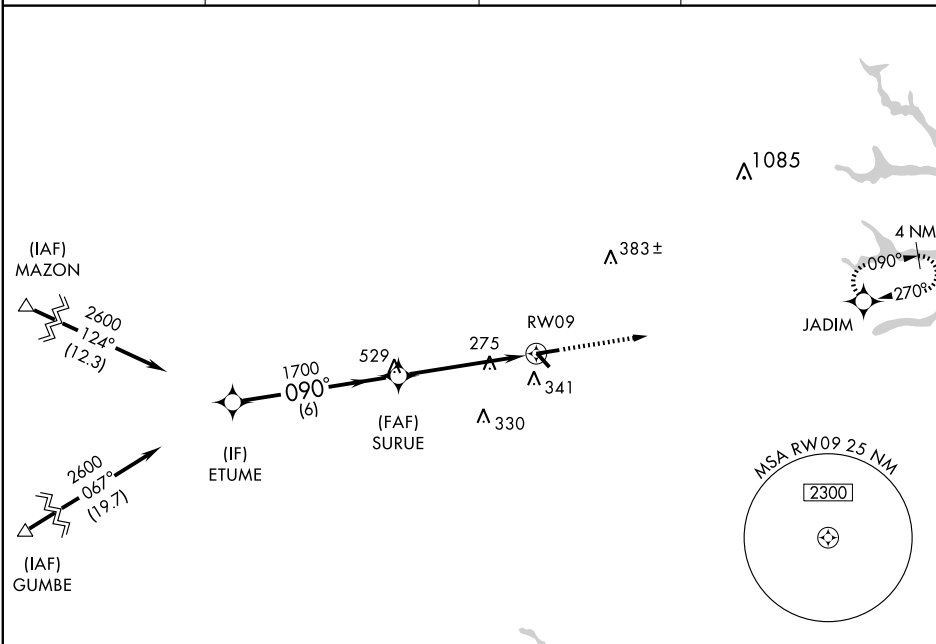 1085
4 NM
(IAF)
MAZON
383±
090°
270°
JADIM
2600
124°
(12.3)
RW09
275
529
1700
090°
(6)
341
330
(FAF)
SURUE
(IF)
ETUME
2600
067°
(19.7)
(IAF)
GUMBE
MSA RW09 25 NM
2300